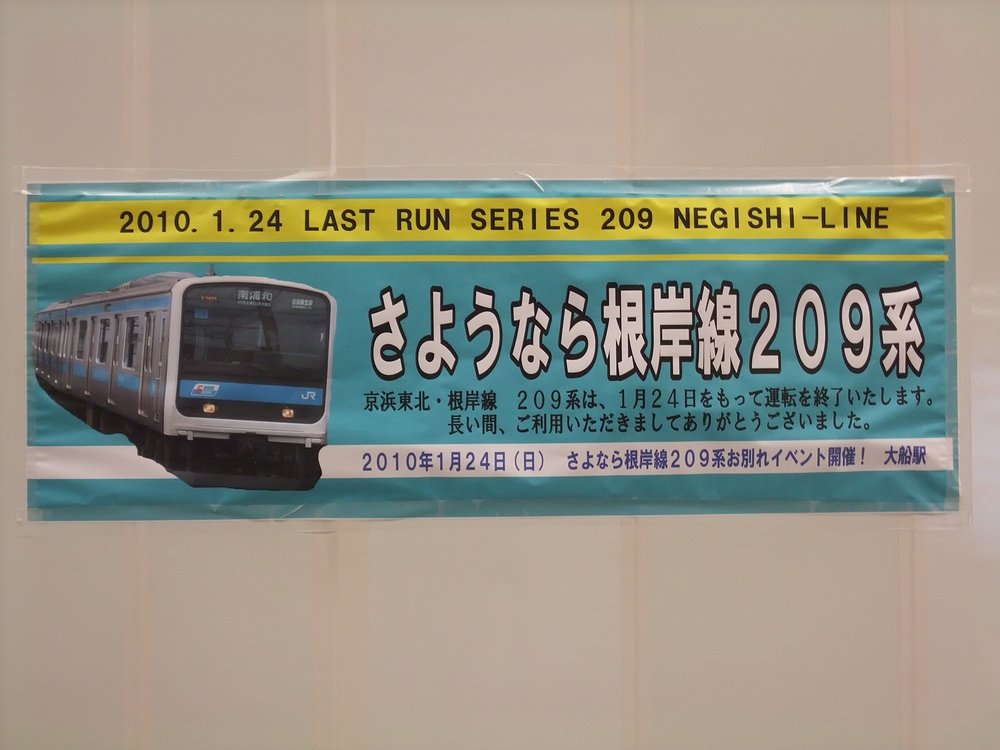 2010.1.24 LAST RUN SERIES 209 NEGISHI-LINE
南浦和
さようなら根岸線209系
JR
京浜東北・根岸線 209系は、1月24日をもって運転を終了いたします。
長い間、ご利用いただきましてありがとうございました。
2010年1月24日(日) さよなら根岸線209系お別れイベント開催! 大船駅